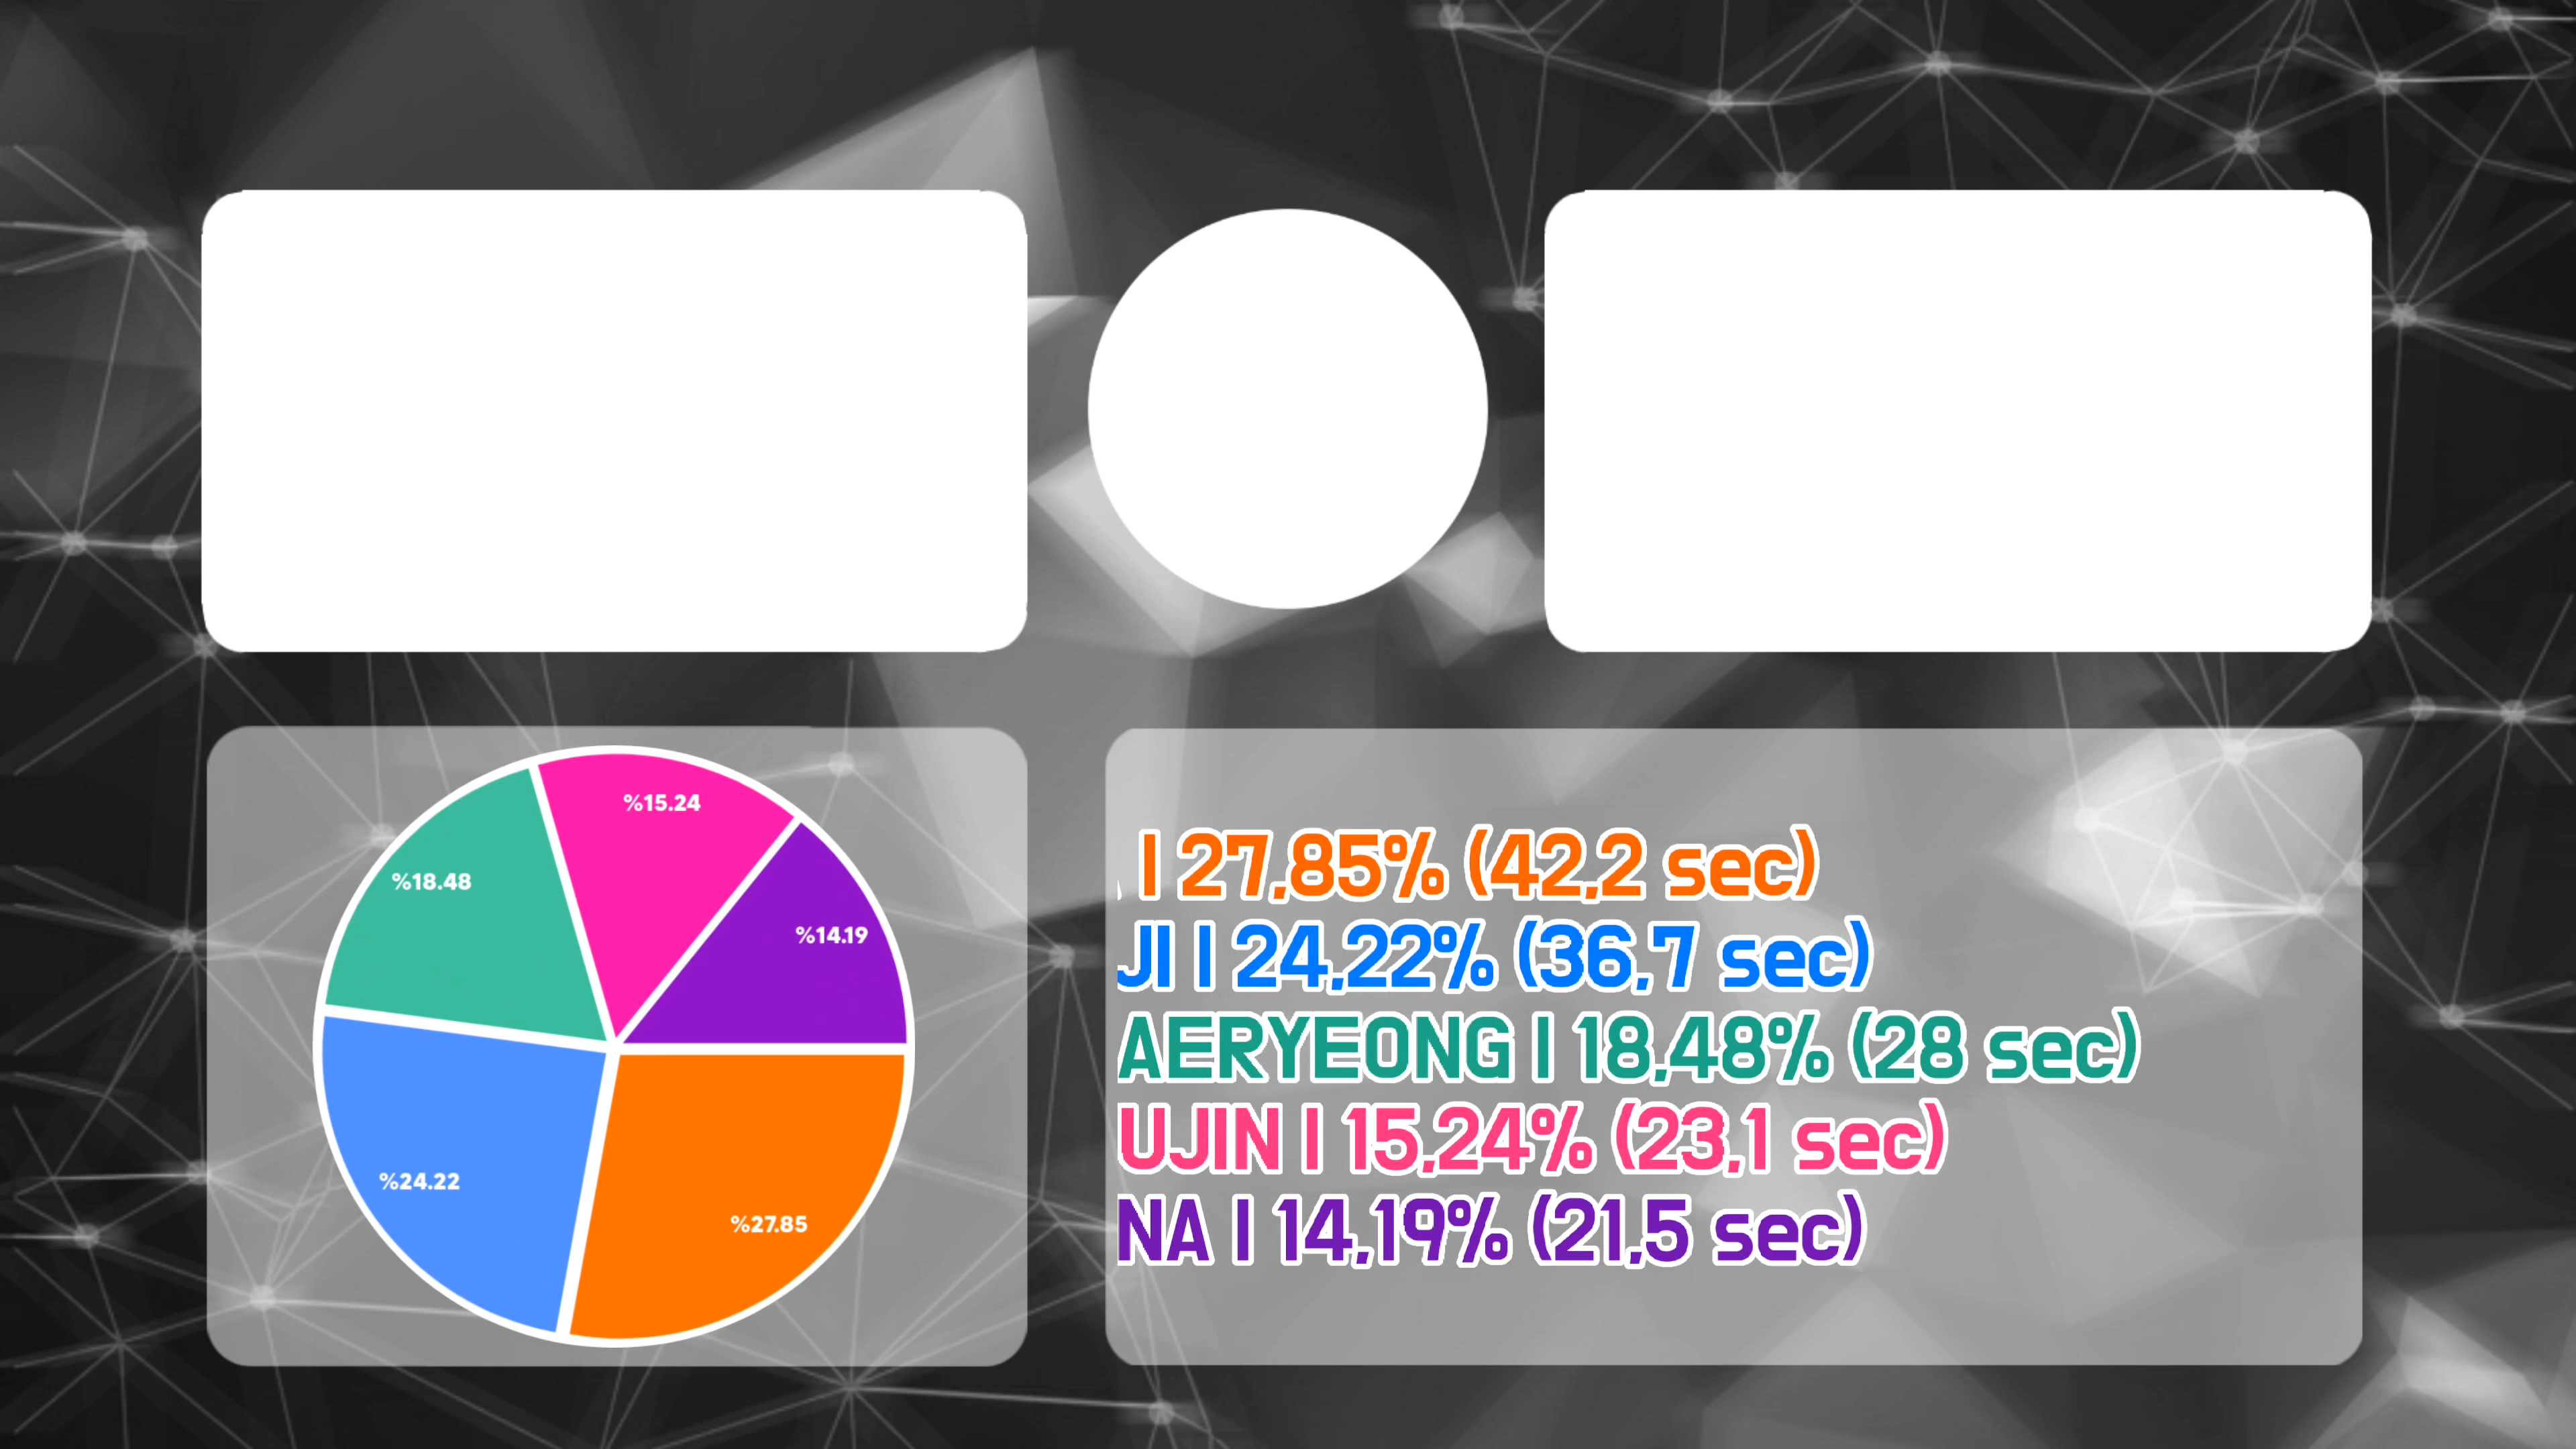 %15.24
%18.48
%14.19
%24.22
%27.85
| 27,85% (42,2 sec)
JI | 24,22% (36,7 sec)
AERYEONG | 18,48% (28 sec)
UJIN | 15,24% (23,1 sec)
NA | 14,19% (21,5 sec)